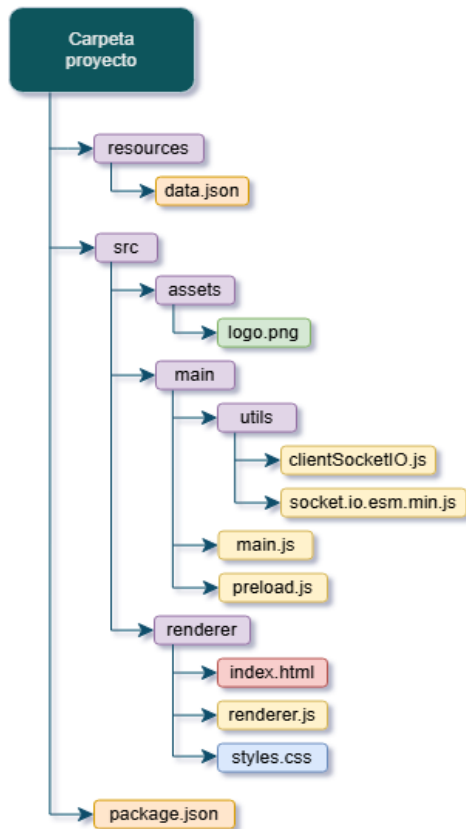 Carpeta
proyecto
resources
data.json
src
assets
logo.png
main
utils
clientSocketIO.js
socket.io.esm.min.js
main.js
preload.js
renderer
index.html
renderer.js
styles.css
package.json